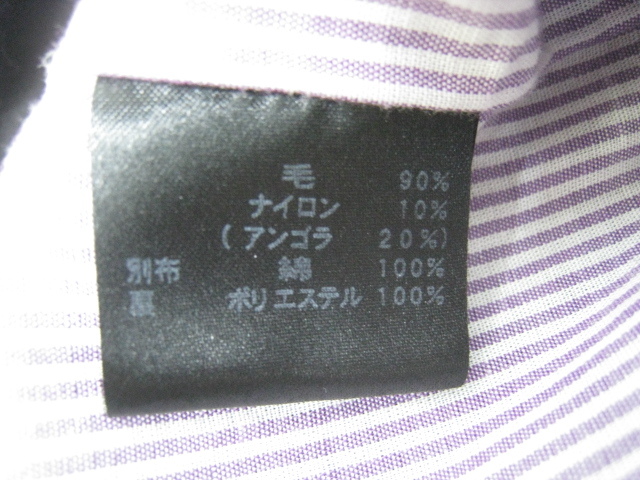 毛 90%
ナイロン 10%
(アンゴラ 20%)
別布 綿 100%
裏 ポリエステル 100%